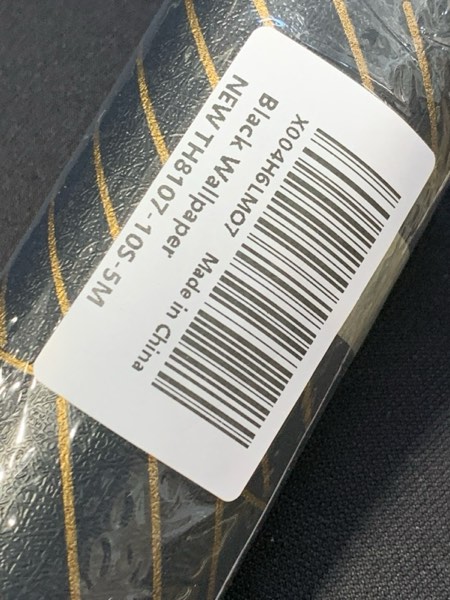 X004H6LMO7
Black Wallpaper
NEW TH8107-10S-5M
Made in China